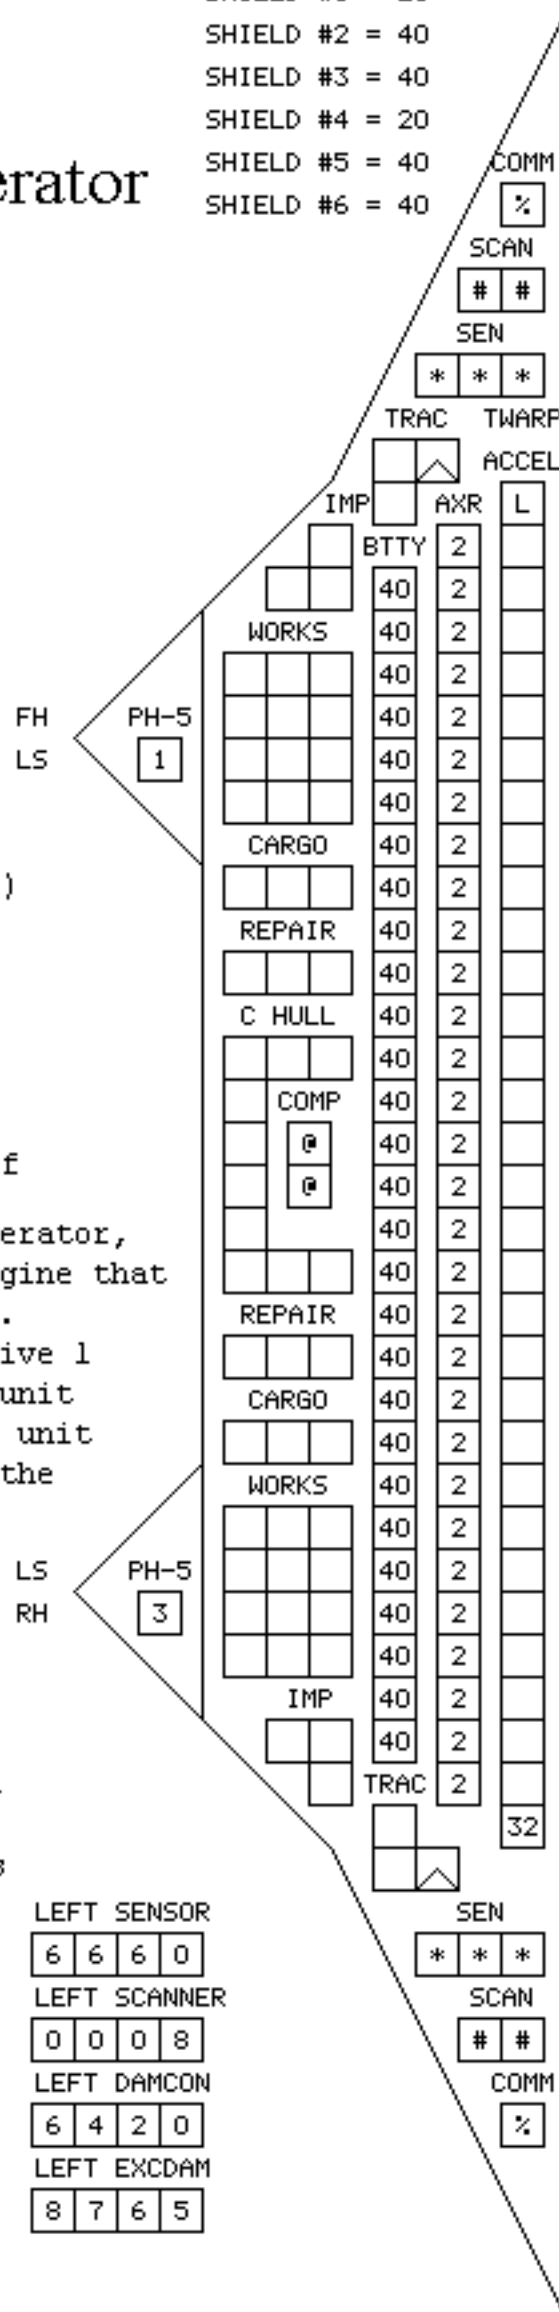 SHIELD #2 = 40
SHIELD #3 = 40
SHIELD #4 = 20
SHIELD #5 = 40 COMM
erator
SHIELD #6 = 40 %
SCAN
# #
SEN
* * *
TRAC TWARP
ACCEL
IMP AXR L
BTTY 2
40 2
WORKS 40 2
40 2
FH PH-5 40 2
LS 1 40 2
40 2
CARGO 40 2
) 40 2
REPAIR 40 2
40 2
C HULL 40 2
40 2
COMP 40 2
@ 40 2
f @ 40 2
erator, 40 2
gine that 40 2
. REPAIR 40 2
ive 1 40 2
unit CARGO 40 2
unit 40 2
the WORKS 40 2
40 2
LS PH-5 40 2
RH 3 40 2
40 2
IMP 40 2
40 2
TRAC 2
32
LEFT SENSOR SEN
6 6 6 0 * * *
LEFT SCANNER SCAN
0 0 0 8 # #
LEFT DAMCON COMM
6 4 2 0 %
LEFT EXCDAM
8 7 6 5